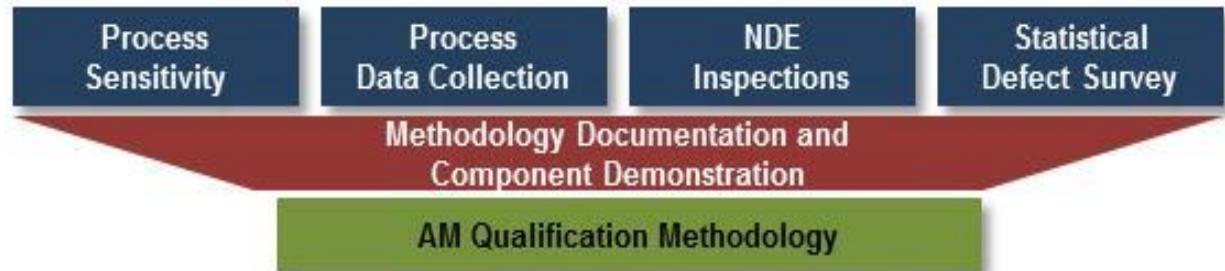 Process
Sensitivity
Process
Data Collection
NDE
Inspections
Statistical
Defect Survey
Methodology Documentation and
Component Demonstration
AM Qualification Methodology